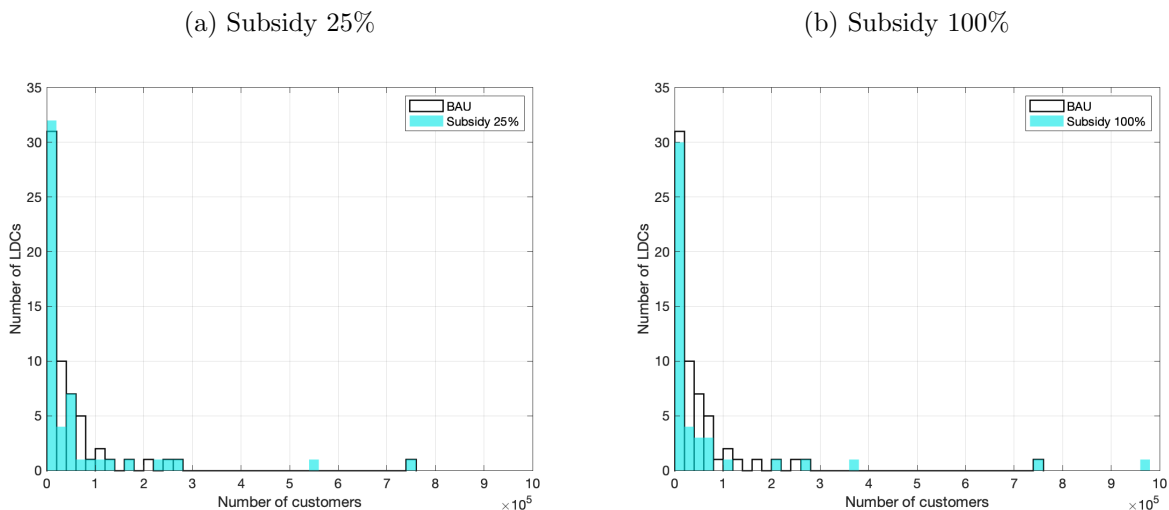 (a) Subsidy 25%
(b) Subsidy 100%
35
30
25
20
15
10
5
0
Number of LDCs
BAU
Subsidy 25%
0 1 2 3 4 5 6 7 8 9 10
Number of customers
×10⁵
35
30
25
20
15
10
5
0
Number of LDCs
BAU
Subsidy 100%
0 1 2 3 4 5 6 7 8 9 10
Number of customers
×10⁵